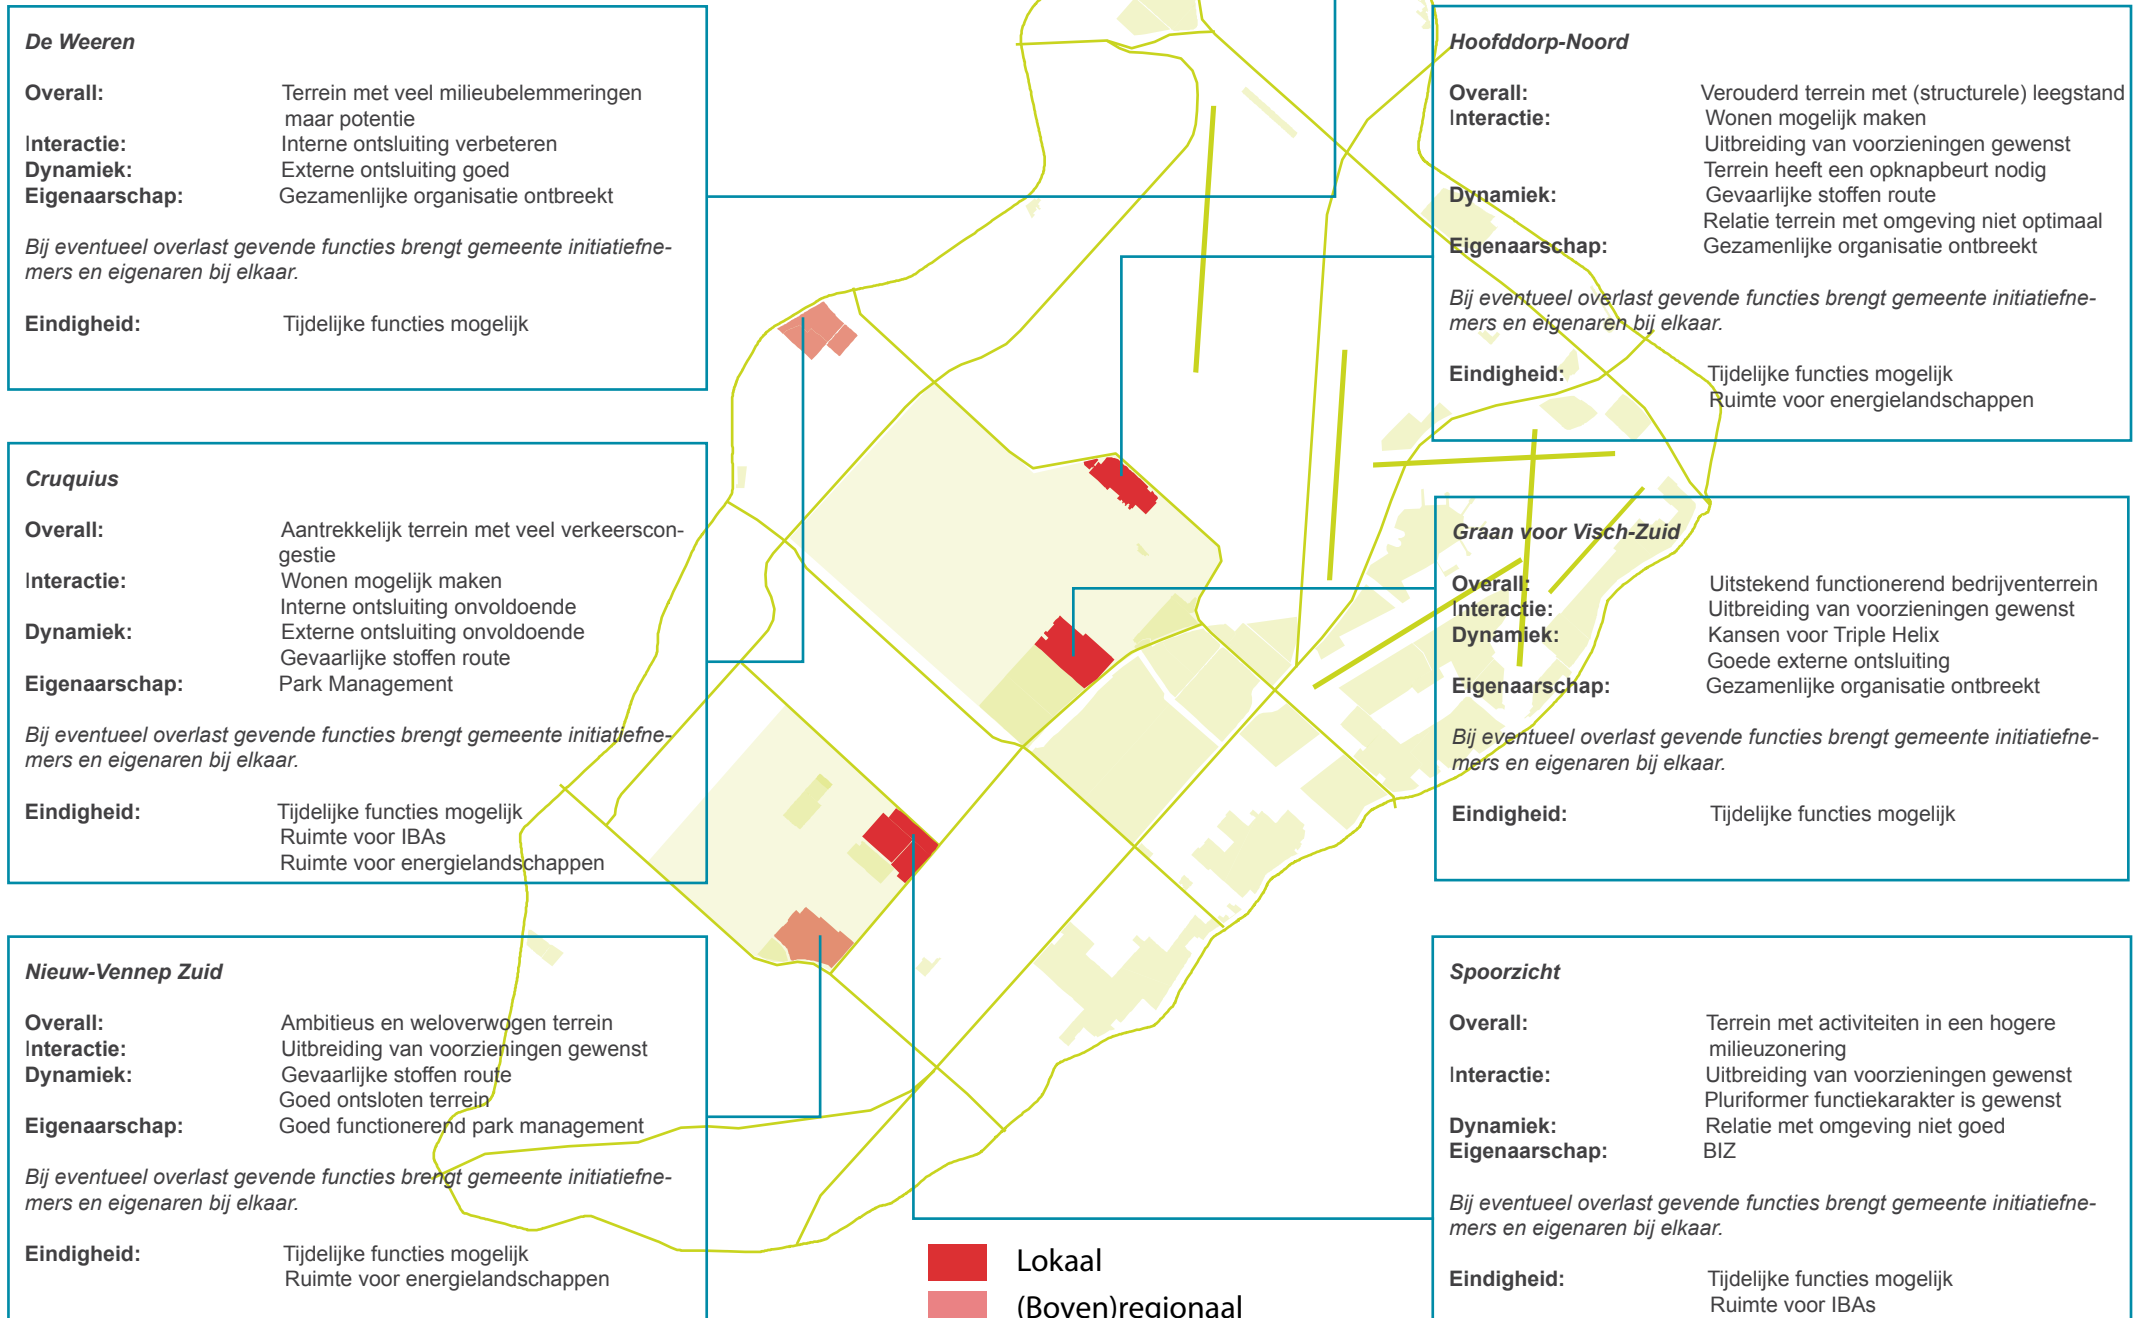 De Weeren
Overall: Terrein met veel milieubelemmeringen
maar potentie
Interactie: Interne ontsluiting verbeteren
Dynamiek: Externe ontsluiting goed
Eigenaarschap: Gezamenlijke organisatie ontbreekt
Bij eventueel overlast gevende functies brengt gemeente initiatiefne-
mers en eigenaren bij elkaar.
Eindigheid: Tijdelijke functies mogelijk
Cruquius
Overall: Aantrekkelijk terrein met veel verkeerscon-
gestie
Interactie: Wonen mogelijk maken
Interne ontsluiting onvoldoende
Dynamiek: Externe ontsluiting onvoldoende
Gevaarlijke stoffen route
Eigenaarschap: Park Management
Bij eventueel overlast gevende functies brengt gemeente initiatiefne-
mers en eigenaren bij elkaar.
Eindigheid: Tijdelijke functies mogelijk
Ruimte voor IBAs
Ruimte voor energielandschappen
Nieuw-Vennep Zuid
Overall: Ambitieus en weloverwogen terrein
Interactie: Uitbreiding van voorzieningen gewenst
Dynamiek: Gevaarlijke stoffen route
Goed ontsloten terrein
Eigenaarschap: Goed functionerend park management
Bij eventueel overlast gevende functies brengt gemeente initiatiefne-
mers en eigenaren bij elkaar.
Eindigheid: Tijdelijke functies mogelijk
Ruimte voor energielandschappen
Hoofddorp-Noord
Overall: Verouderd terrein met (structurele) leegstand
Interactie: Wonen mogelijk maken
Uitbreiding van voorzieningen gewenst
Terrein heeft een opknapbeurt nodig
Dynamiek: Gevaarlijke stoffen route
Relatie terrein met omgeving niet optimaal
Eigenaarschap: Gezamenlijke organisatie ontbreekt
Bij eventueel overlast gevende functies brengt gemeente initiatiefne-
mers en eigenaren bij elkaar.
Eindigheid: Tijdelijke functies mogelijk
Ruimte voor energielandschappen
Graan voor Visch-Zuid
Overall: Uitstekend functionerend bedrijventerrein
Interactie: Uitbreiding van voorzieningen gewenst
Dynamiek: Kansen voor Triple Helix
Goede externe ontsluiting
Eigenaarschap: Gezamenlijke organisatie ontbreekt
Bij eventueel overlast gevende functies brengt gemeente initiatiefne-
mers en eigenaren bij elkaar.
Eindigheid: Tijdelijke functies mogelijk
Spoorzicht
Overall: Terrein met activiteiten in een hogere
milieuzonering
Interactie: Uitbreiding van voorzieningen gewenst
Pluriformer functiekarakter is gewenst
Dynamiek: Relatie met omgeving niet goed
Eigenaarschap: BIZ
Bij eventueel overlast gevende functies brengt gemeente initiatiefne-
mers en eigenaren bij elkaar.
Eindigheid: Tijdelijke functies mogelijk
Ruimte voor IBAs
Lokaal
(Boven)regionaal